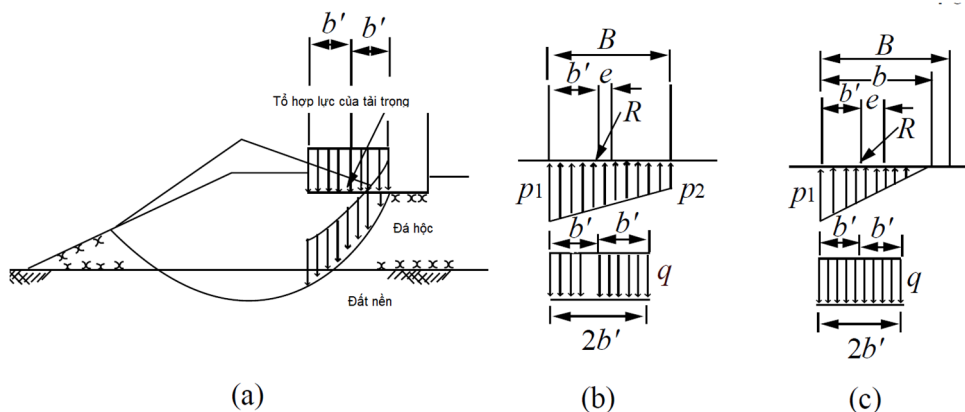 b′ b′
Tổ hợp lực của tải trọng
Đá hộc
Đất nền
(a)
B
b′ e
R
p1 p2
b′ b′
q
2b′
(b)
B
b
b′ e
R
p1
b′ b′
q
2b′
(c)